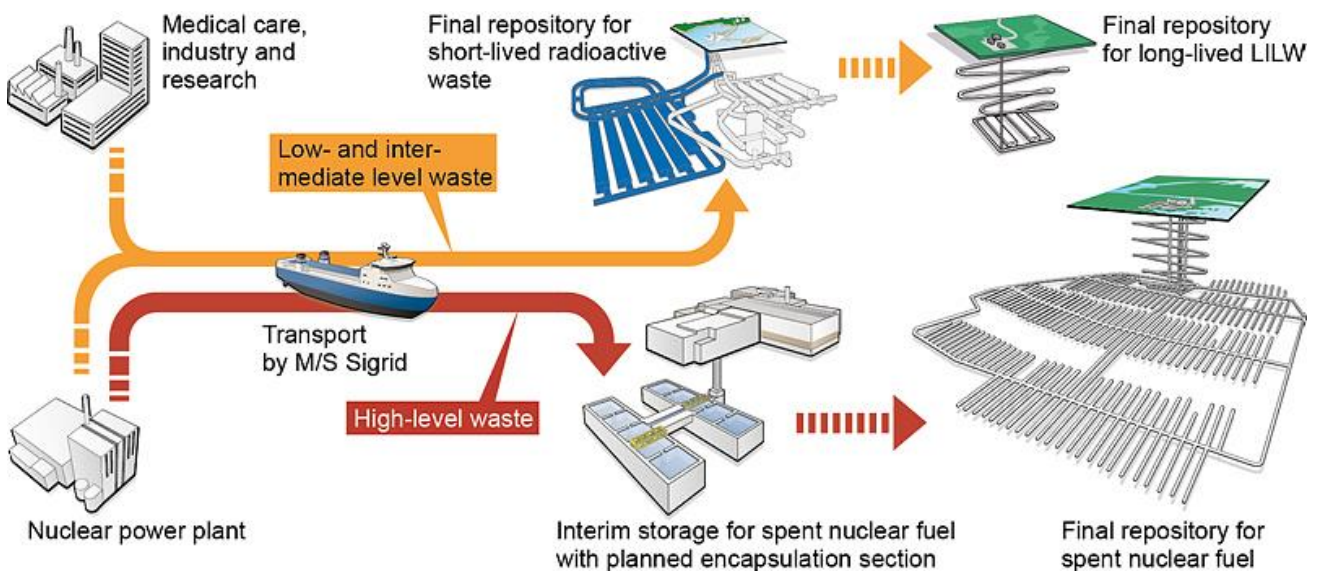 Medical care,
industry and
research
Final repository for
short-lived radioactive
waste
Final repository
for long-lived LILW
Low- and inter-
mediate level waste
Transport
by M/S Sigrid
High-level waste
Nuclear power plant
Interim storage for spent nuclear fuel
with planned encapsulation section
Final repository for
spent nuclear fuel